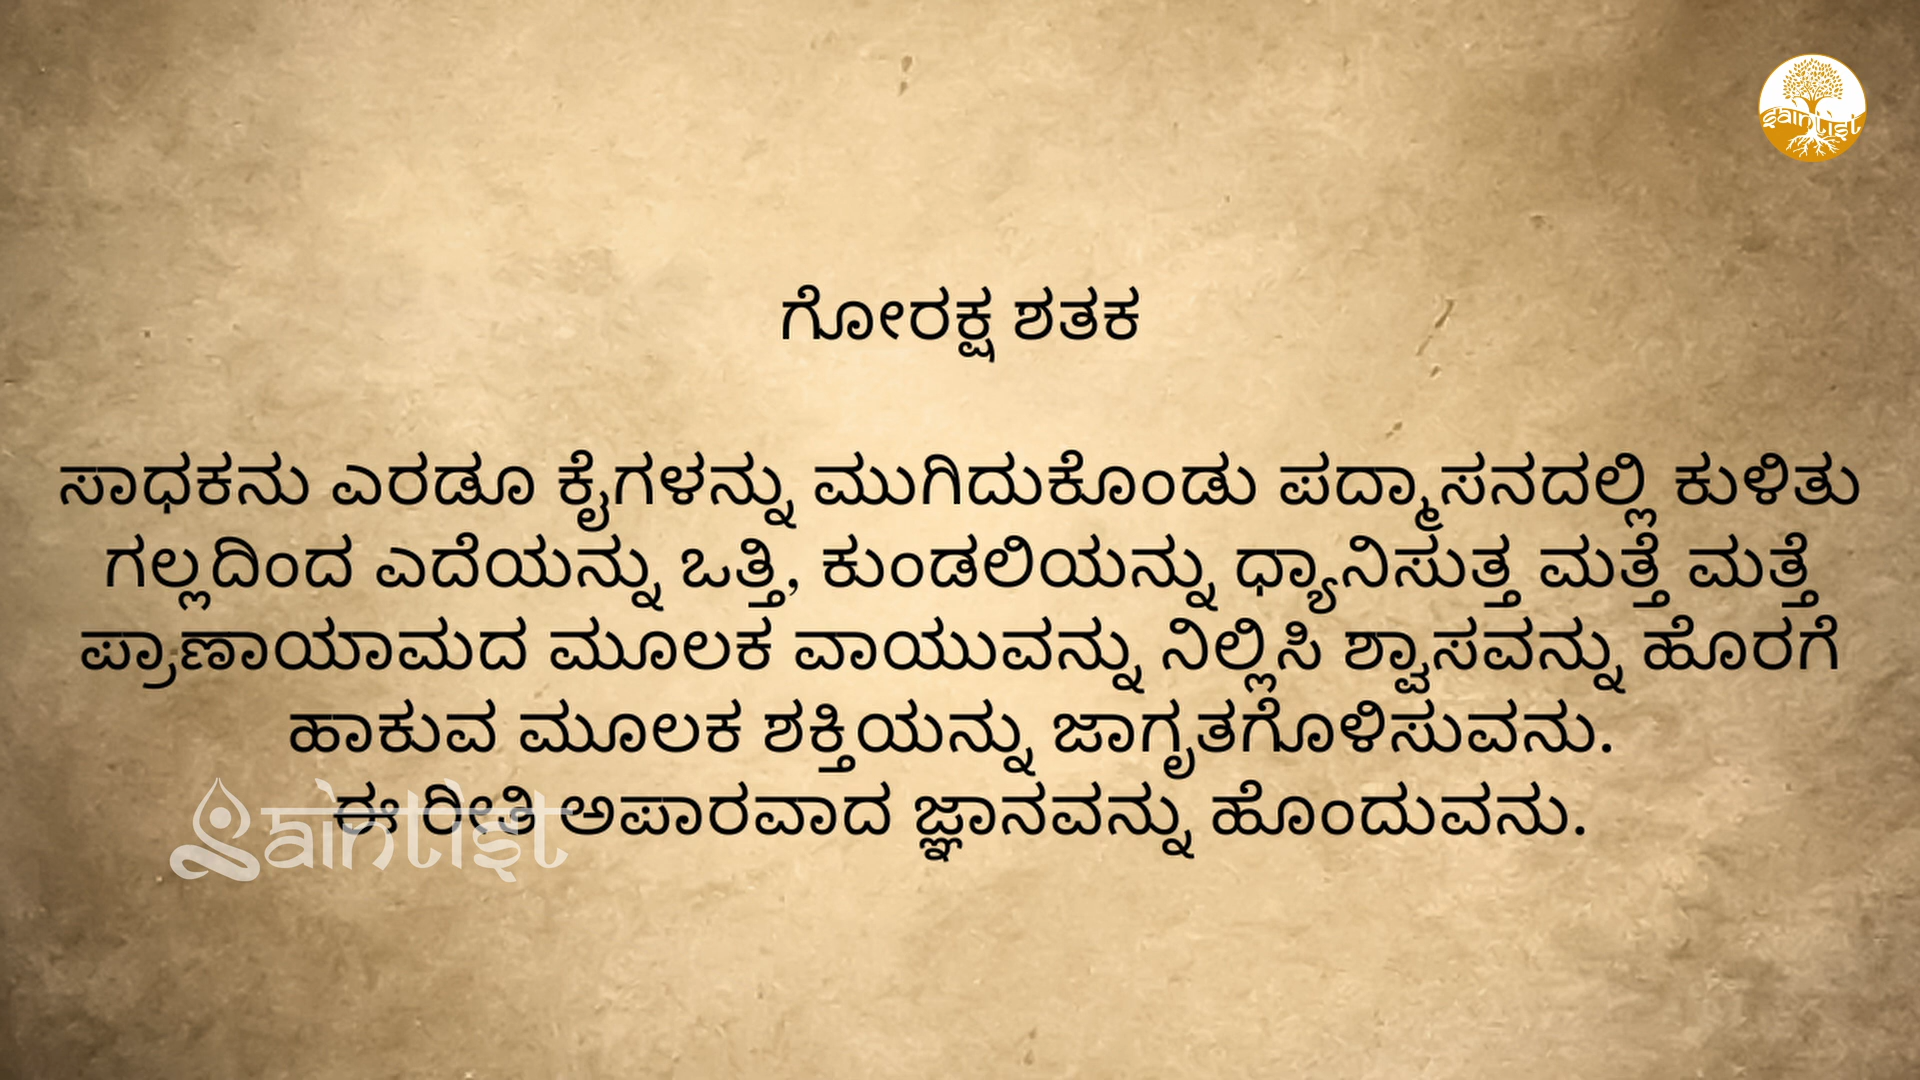 saintist
ಗೋರಕ್ಷ ಶತಕ
ಸಾಧಕನು ಎರಡೂ ಕೈಗಳನ್ನು ಮುಗಿದುಕೊಂಡು ಪದ್ಮಾಸನದಲ್ಲಿ ಕುಳಿತು
ಗಲ್ಲದಿಂದ ಎದೆಯನ್ನು ಒತ್ತಿ, ಕುಂಡಲಿಯನ್ನು ಧ್ಯಾನಿಸುತ್ತ ಮತ್ತೆ ಮತ್ತೆ
ಪ್ರಾಣಾಯಾಮದ ಮೂಲಕ ವಾಯುವನ್ನು ನಿಲ್ಲಿಸಿ ಶ್ವಾಸವನ್ನು ಹೊರಗೆ
ಹಾಕುವ ಮೂಲಕ ಶಕ್ತಿಯನ್ನು ಜಾಗೃತಗೊಳಿಸುವನು.
ಈ ರೀತಿ ಅಪಾರವಾದ ಜ್ಞಾನವನ್ನು ಹೊಂದುವನು.
saintist